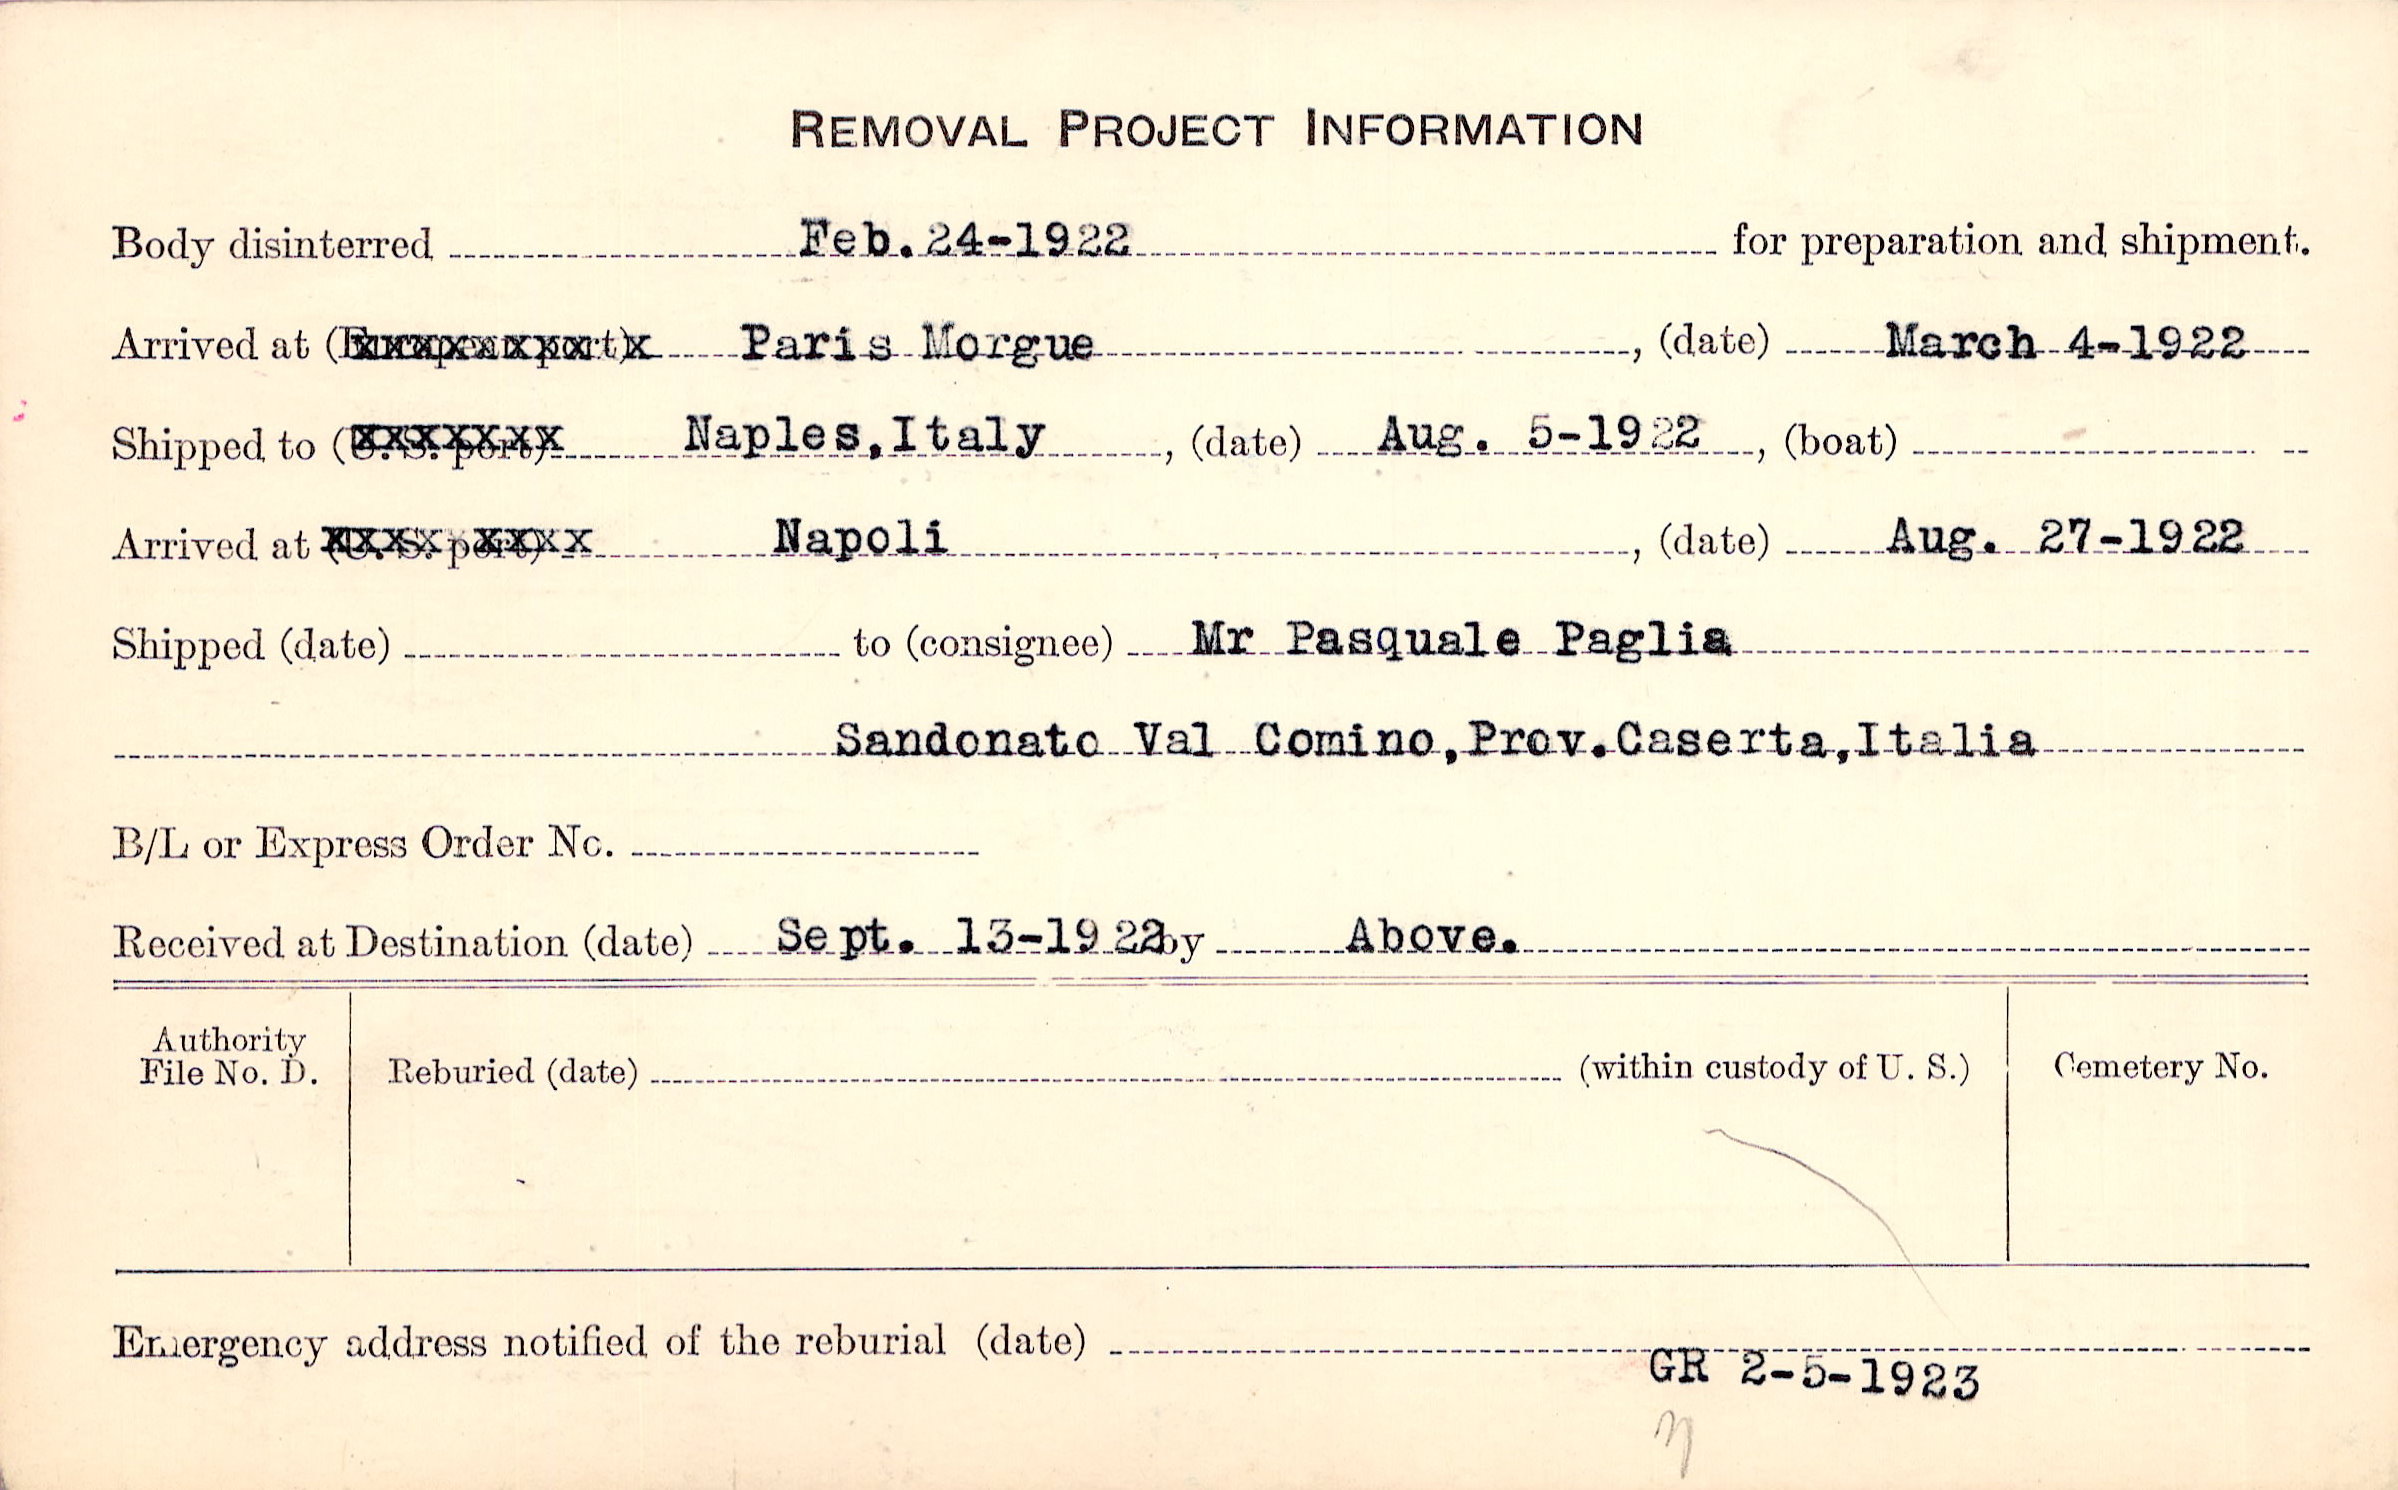 REMOVAL PROJECT INFORMATION
Body disinterred Feb.24-1922 for preparation and shipment.
Arrived at (European port) Paris Morgue, (date) March 4-1922
Shipped to (U. S. port) Naples,Italy, (date) Aug. 5-1922, (boat)
Arrived at (U. S. port) Napoli, (date) Aug. 27-1922
Shipped (date) to (consignee) Mr Pasquale Paglia
Sandonato Val Comino,Prov.Caserta,Italia
B/L or Express Order No.
Received at Destination (date) Sept. 13-1922 by Above.
Authority
File No. D.
Reburied (date) (within custody of U. S.)
Cemetery No.
Emergency address notified of the reburial (date)
GR 2-5-1923